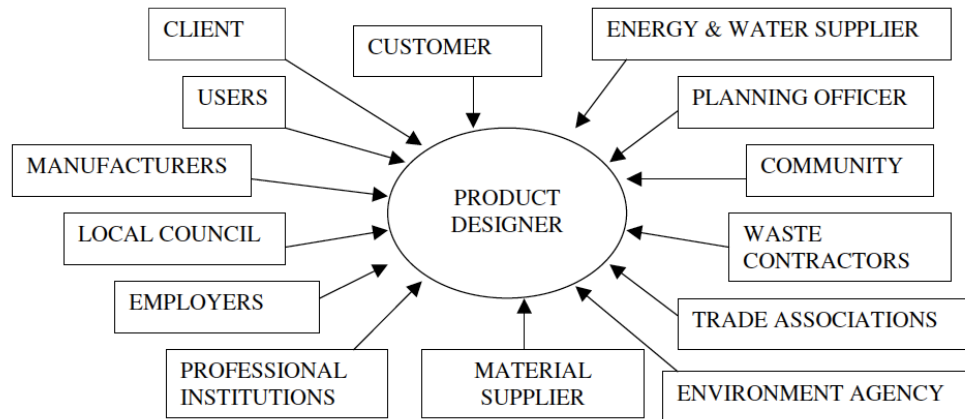 CLIENT
CUSTOMER
ENERGY & WATER SUPPLIER
USERS
PLANNING OFFICER
MANUFACTURERS
COMMUNITY
PRODUCT
DESIGNER
LOCAL COUNCIL
WASTE
CONTRACTORS
EMPLOYERS
TRADE ASSOCIATIONS
PROFESSIONAL
INSTITUTIONS
MATERIAL
SUPPLIER
ENVIRONMENT AGENCY